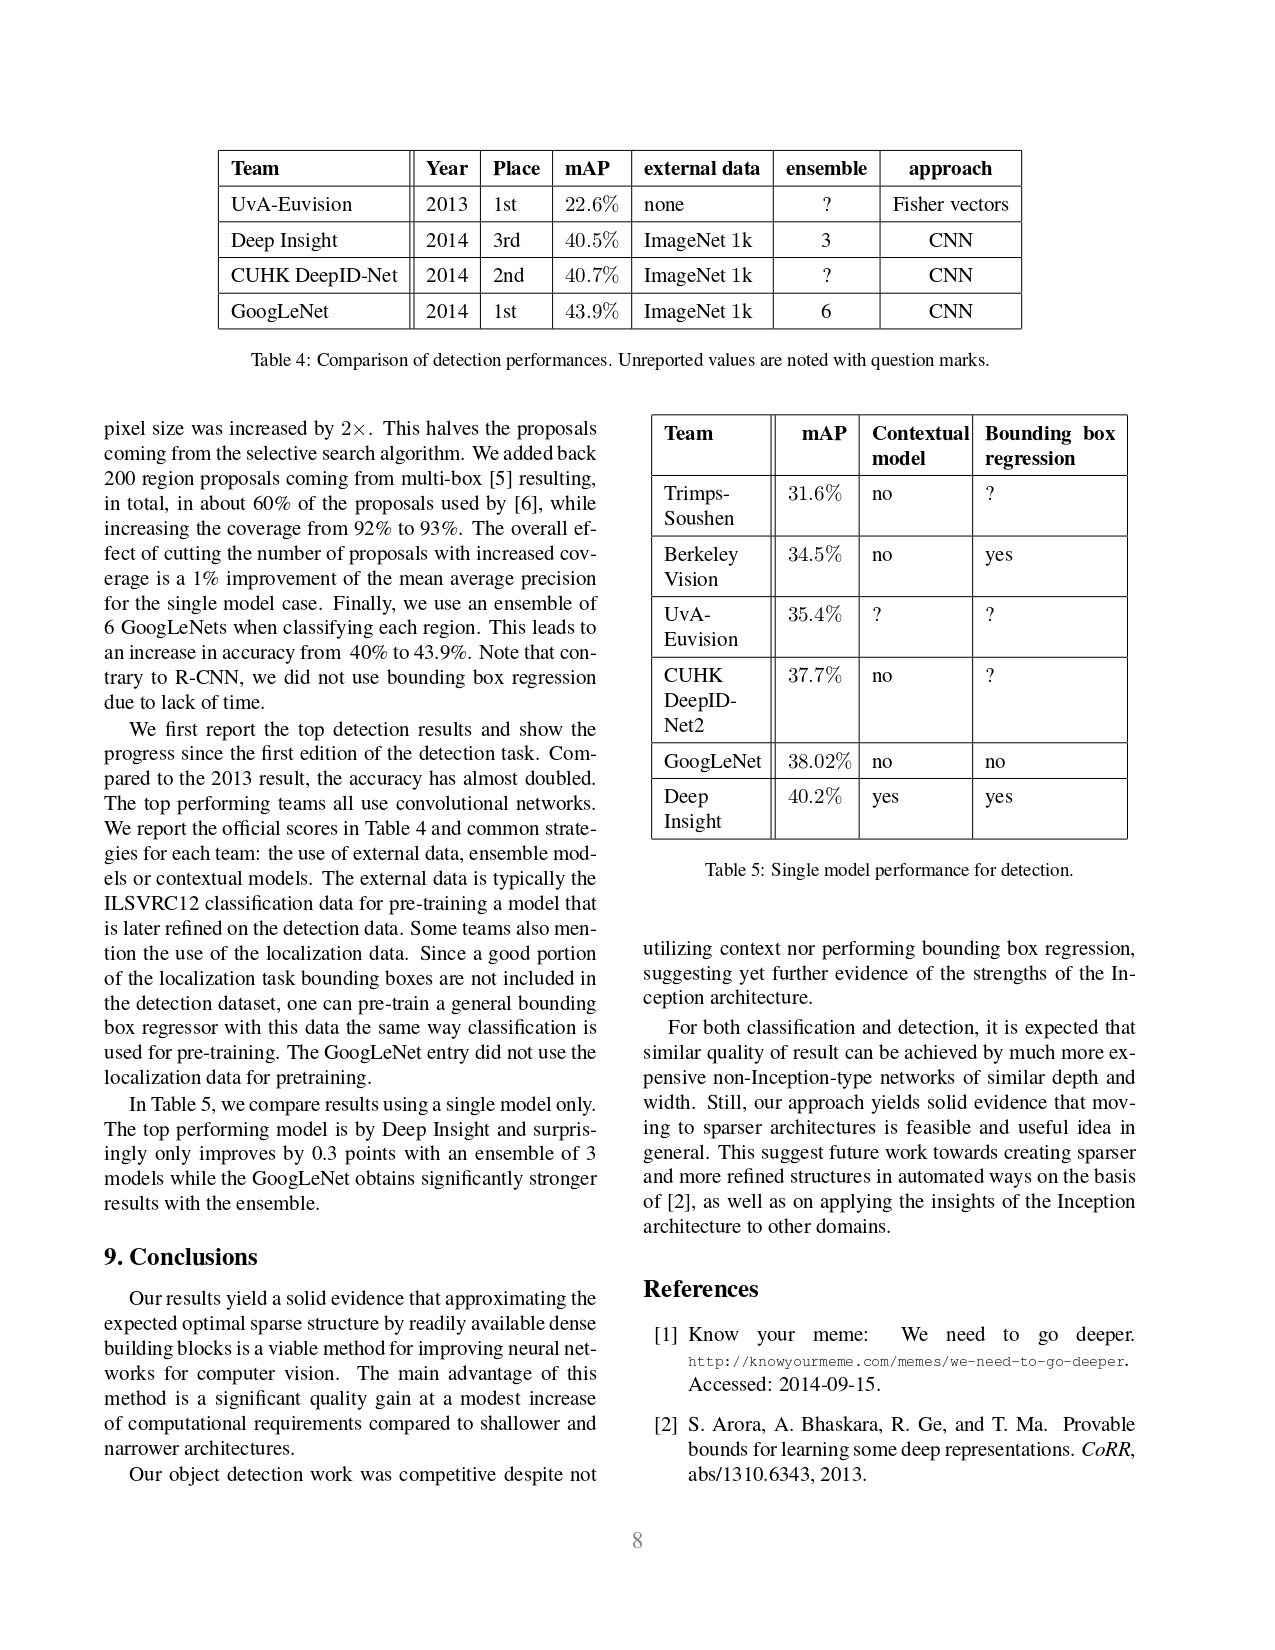 Team Year Place mAP external data ensemble approach
UvA-Euvision 2013 1st 22.6% none ? Fisher vectors
Deep Insight 2014 3rd 40.5% ImageNet 1k 3 CNN
CUHK DeepID-Net 2014 2nd 40.7% ImageNet 1k ? CNN
GoogLeNet 2014 1st 43.9% ImageNet 1k 6 CNN
Table 4: Comparison of detection performances. Unreported values are noted with question marks.
pixel size was increased by 2×. This halves the proposals
coming from the selective search algorithm. We added back
200 region proposals coming from multi-box [5] resulting,
in total, in about 60% of the proposals used by [6], while
increasing the coverage from 92% to 93%. The overall ef-
fect of cutting the number of proposals with increased cov-
erage is a 1% improvement of the mean average precision
for the single model case. Finally, we use an ensemble of
6 GoogLeNets when classifying each region. This leads to
an increase in accuracy from 40% to 43.9%. Note that con-
trary to R-CNN, we did not use bounding box regression
due to lack of time.
We first report the top detection results and show the
progress since the first edition of the detection task. Com-
pared to the 2013 result, the accuracy has almost doubled.
The top performing teams all use convolutional networks.
We report the official scores in Table 4 and common strate-
gies for each team: the use of external data, ensemble mod-
els or contextual models. The external data is typically the
ILSVRC12 classification data for pre-training a model that
is later refined on the detection data. Some teams also men-
tion the use of the localization data. Since a good portion
of the localization task bounding boxes are not included in
the detection dataset, one can pre-train a general bounding
box regressor with this data the same way classification is
used for pre-training. The GoogLeNet entry did not use the
localization data for pretraining.
In Table 5, we compare results using a single model only.
The top performing model is by Deep Insight and surpris-
ingly only improves by 0.3 points with an ensemble of 3
models while the GoogLeNet obtains significantly stronger
results with the ensemble.
9. Conclusions
Our results yield a solid evidence that approximating the
expected optimal sparse structure by readily available dense
building blocks is a viable method for improving neural net-
works for computer vision. The main advantage of this
method is a significant quality gain at a modest increase
of computational requirements compared to shallower and
narrower architectures.
Our object detection work was competitive despite not
Team mAP Contextual Bounding box
model regression
Trimps- 31.6% no ?
Soushen
Berkeley 34.5% no yes
Vision
UvA- 35.4% ? ?
Euvision
CUHK 37.7% no ?
DeepID-
Net2
GoogLeNet 38.02% no no
Deep 40.2% yes yes
Insight
Table 5: Single model performance for detection.
utilizing context nor performing bounding box regression,
suggesting yet further evidence of the strengths of the In-
ception architecture.
For both classification and detection, it is expected that
similar quality of result can be achieved by much more ex-
pensive non-Inception-type networks of similar depth and
width. Still, our approach yields solid evidence that mov-
ing to sparser architectures is feasible and useful idea in
general. This suggest future work towards creating sparser
and more refined structures in automated ways on the basis
of [2], as well as on applying the insights of the Inception
architecture to other domains.
References
[1] Know your meme: We need to go deeper.
http://knowyourmeme.com/memes/we-need-to-go-deeper.
Accessed: 2014-09-15.
[2] S. Arora, A. Bhaskara, R. Ge, and T. Ma. Provable
bounds for learning some deep representations. CoRR,
abs/1310.6343, 2013.
8